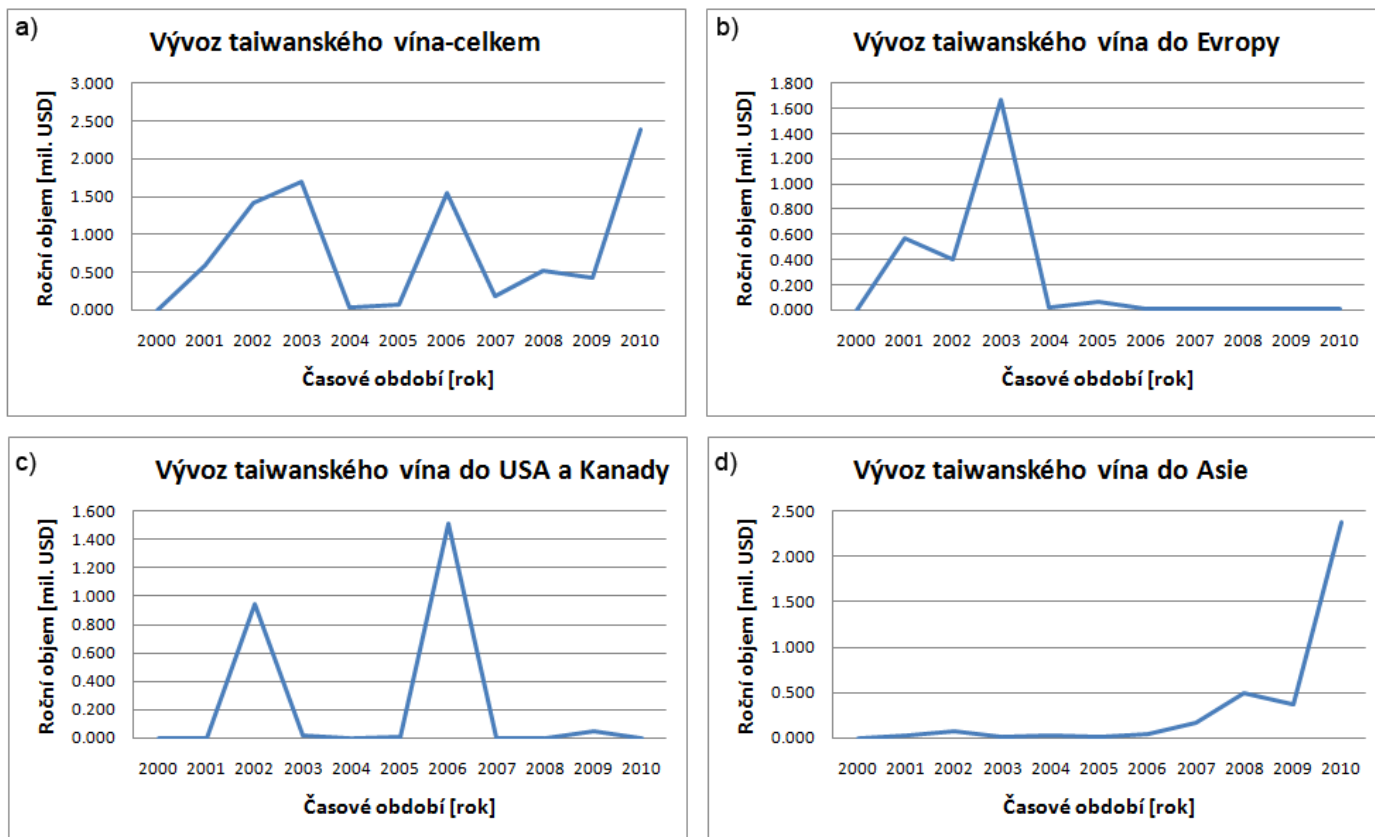 a)
Vývoz taiwanského vína-celkem
Roční objem [mil. USD]
3.000
2.500
2.000
1.500
1.000
0.500
0.000
2000 2001 2002 2003 2004 2005 2006 2007 2008 2009 2010
Časové období [rok]
b)
Vývoz taiwanského vína do Evropy
Roční objem [mil. USD]
1.800
1.600
1.400
1.200
1.000
0.800
0.600
0.400
0.200
0.000
2000 2001 2002 2003 2004 2005 2006 2007 2008 2009 2010
Časové období [rok]
c)
Vývoz taiwanského vína do USA a Kanady
Roční objem [mil. USD]
1.600
1.400
1.200
1.000
0.800
0.600
0.400
0.200
0.000
2000 2001 2002 2003 2004 2005 2006 2007 2008 2009 2010
Časové období [rok]
d)
Vývoz taiwanského vína do Asie
Roční objem [mil. USD]
2.500
2.000
1.500
1.000
0.500
0.000
2000 2001 2002 2003 2004 2005 2006 2007 2008 2009 2010
Časové období [rok]